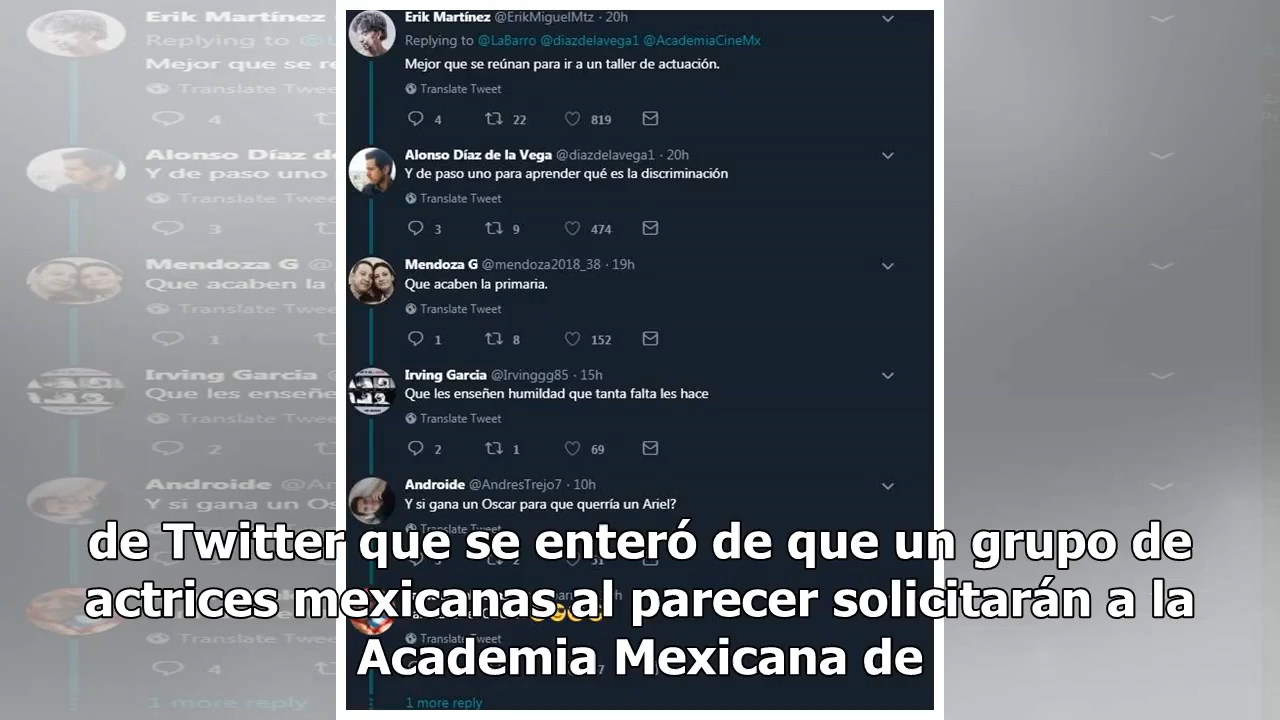 Erik Martínez @ErikMiguelMtz · 20h
Replying to @LaBarro @diazdelavega1 @AcademiaCineMx
Mejor que se reúnan para ir a un taller de actuación.
Translate Tweet
4 22 819
Alonso Díaz de la Vega @diazdelavega1 · 20h
Y de paso uno para aprender qué es la discriminación
Translate Tweet
3 9 474
Mendoza G @mendoza2018_38 · 19h
Que acaben la primaria.
Translate Tweet
1 8 152
Irving Garcia @Irvinggg85 · 15h
Que les enseñen humildad que tanta falta les hace
Translate Tweet
2 1 69
Androide @AndresTrejo7 · 10h
Y si gana un Oscar para que querría un Ariel?
Translate Tweet
de Twitter que se enteró de que un grupo de
actrices mexicanas al parecer solicitarán a la
Translate Tweet
Academia Mexicana de
1 more reply